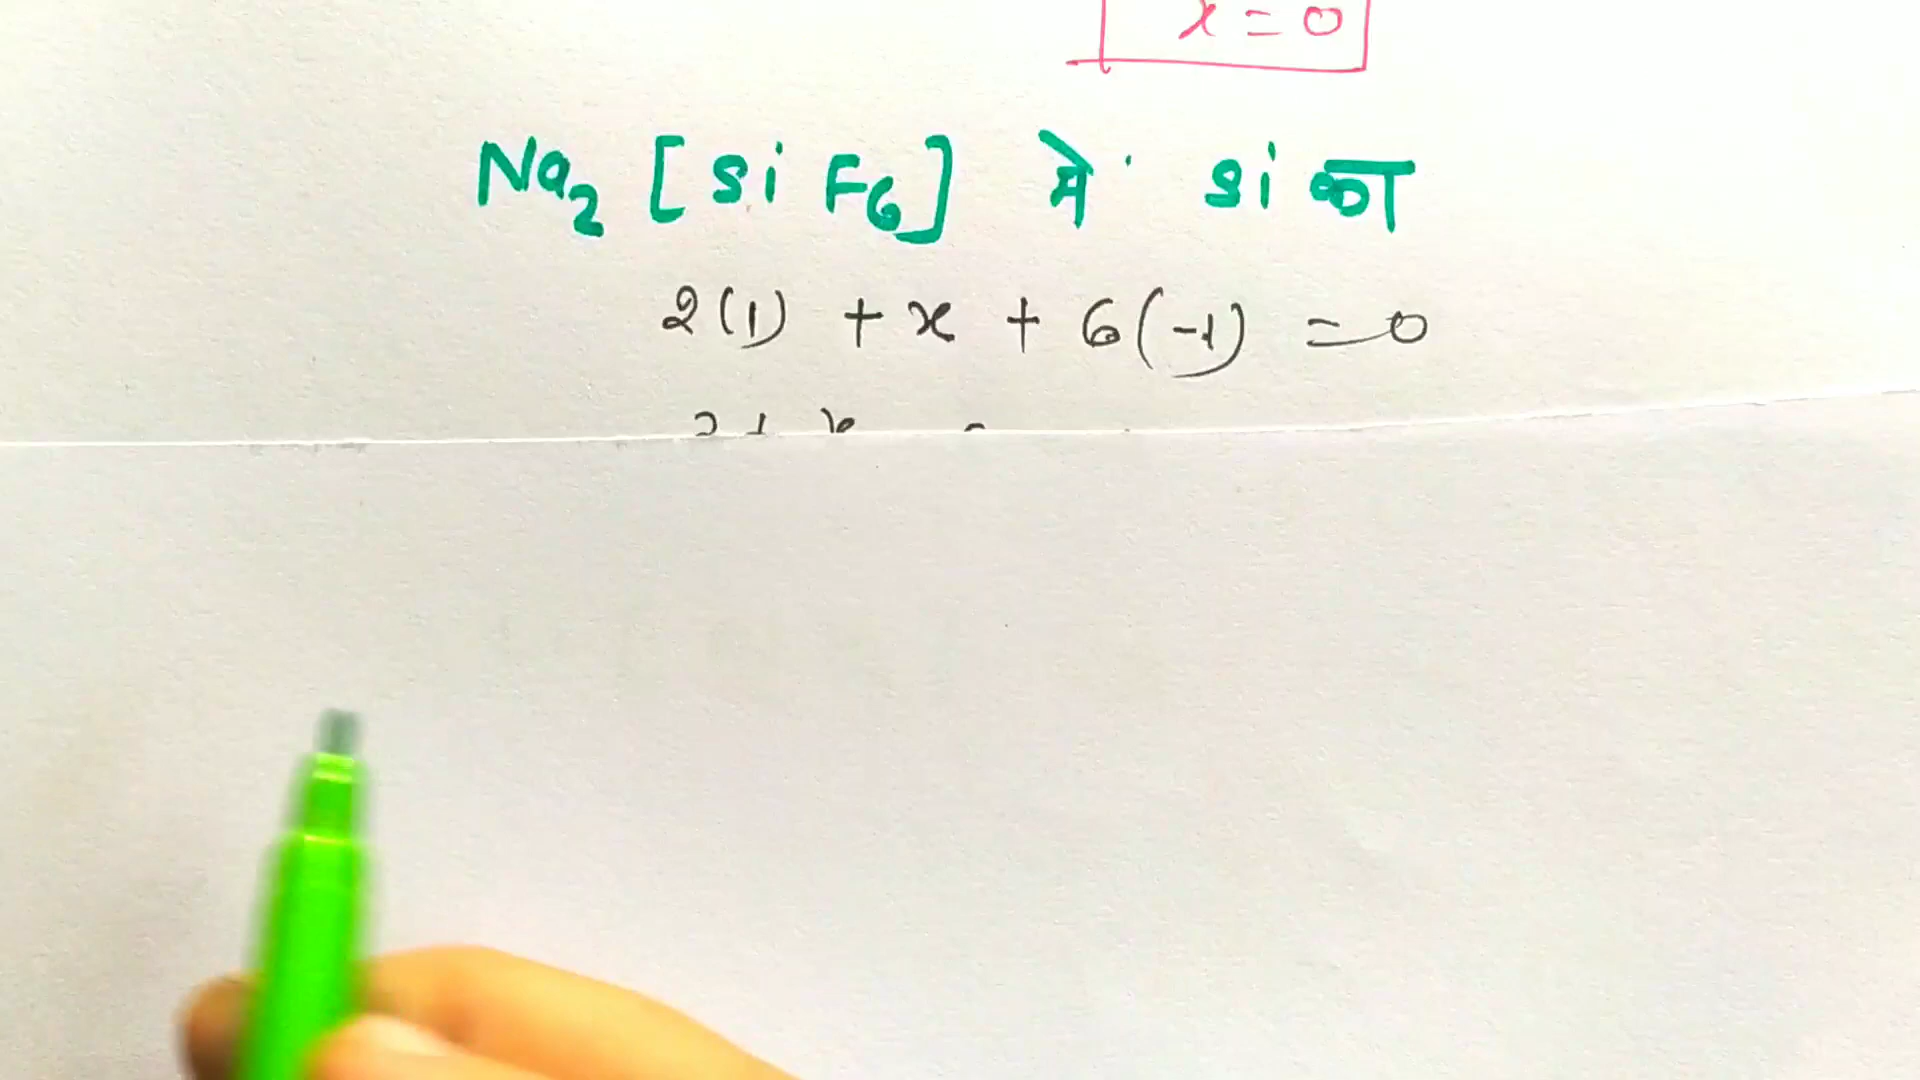 x = 0
Na2 [si F6] में si का
2(1) + x + 6(-1) = 0